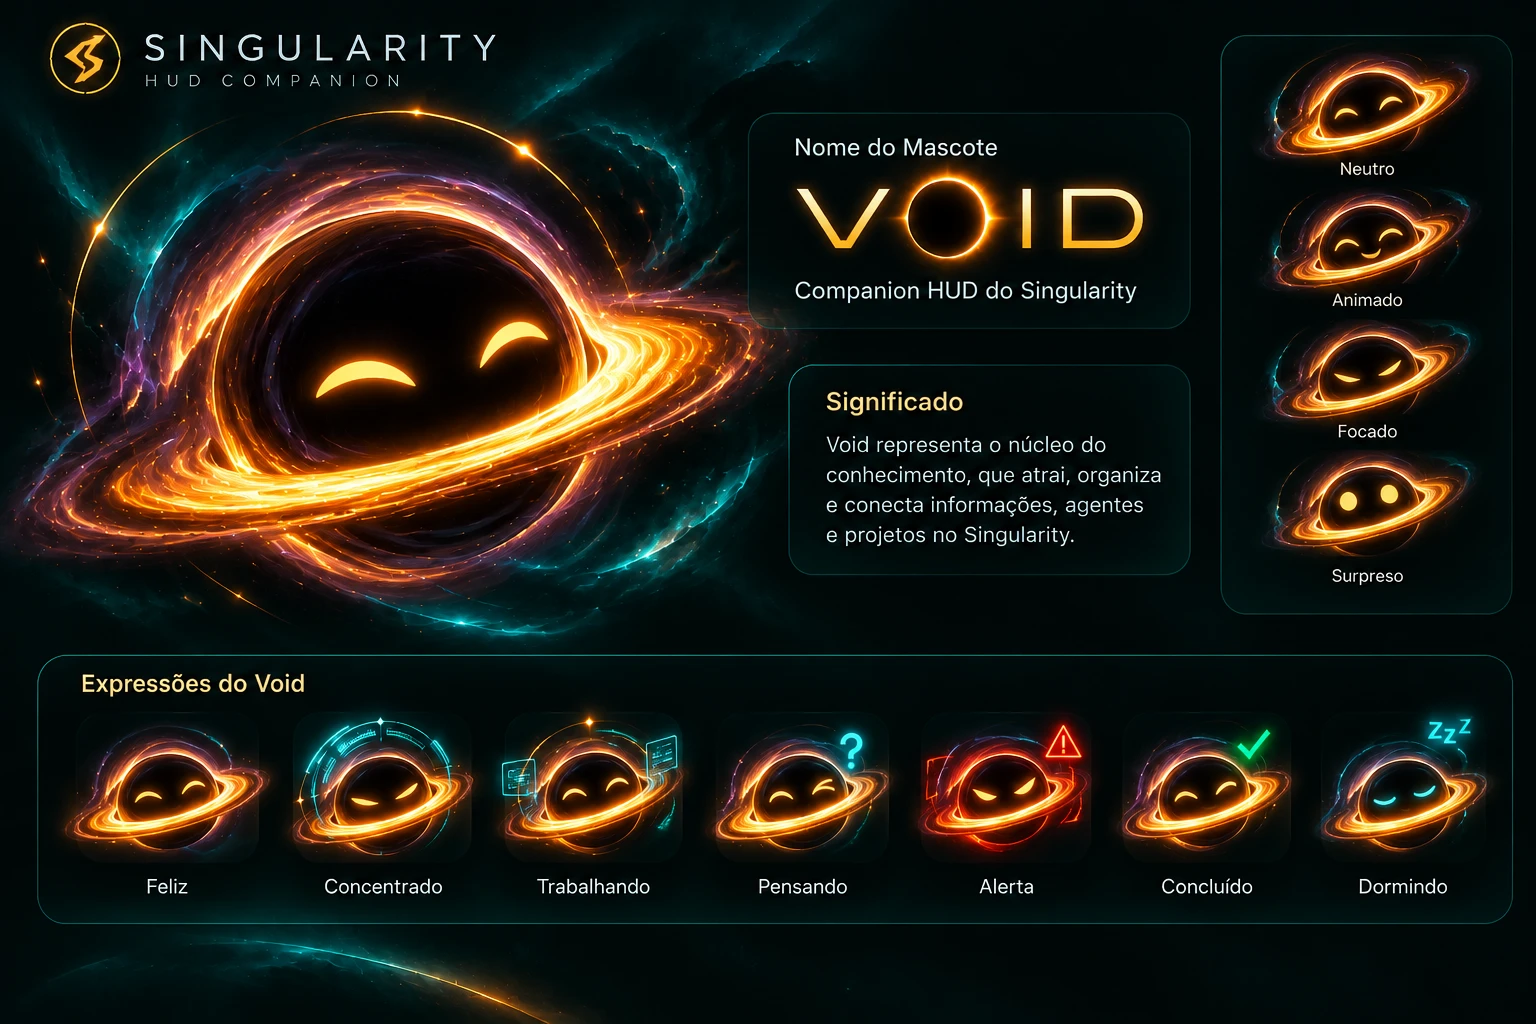 SINGULARITY
HUD COMPANION
Nome do Mascote
VOID
Companion HUD do Singularity
Significado
Void representa o núcleo do
conhecimento, que atrai, organiza
e conecta informações, agentes
e projetos no Singularity.
Neutro
Animado
Focado
Surpreso
Expressões do Void
?
!
zzz
Feliz
Concentrado
Trabalhando
Pensando
Alerta
Concluído
Dormindo